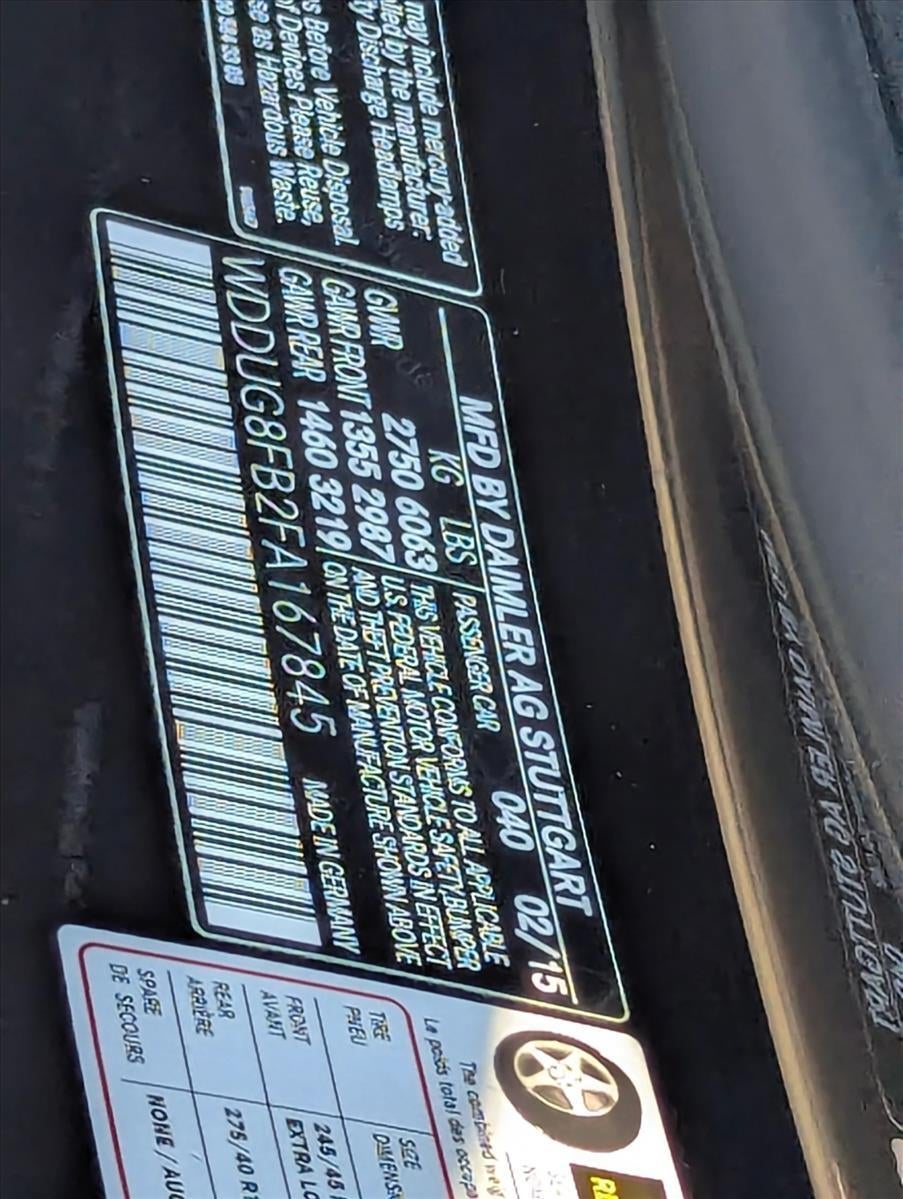 may include mercury-added
by the manufacturer:
Discharge Headlamps
Before Vehicle Disposal.
Devices Please Reuse,
as Hazardous Waste.
MFD BY DAIMLER AG STUTTGART
PASSENGER CAR 040 02/15
KG LBS
GVWR 2750 6063
GAWR FRONT 1355 2987
GAWR REAR 1460 3219
THIS VEHICLE CONFORMS TO ALL APPLICABLE
U.S. FEDERAL MOTOR VEHICLE SAFETY, BUMPER
AND THEFT PREVENTION STANDARDS IN EFFECT
ON THE DATE OF MANUFACTURE SHOWN ABOVE
WDDUG8FB2FA167845 MADE IN GERMANY
The combined
Le poids total des
TIRE SIZE
PNEU
FRONT 245/45
AVANT EXTRA
REAR 275/40 R
ARRIÈRE
SPARE NONE /
DE SECOURS